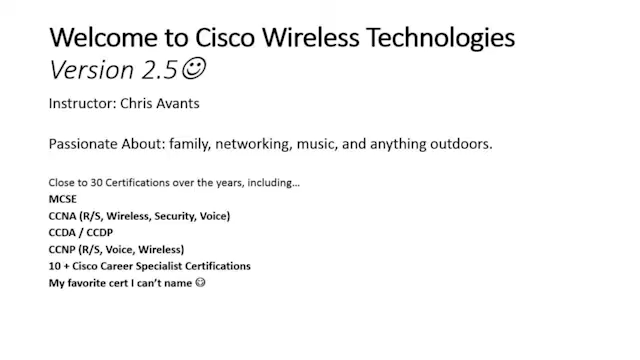 Welcome to Cisco Wireless Technologies
Version 2.5☺
Instructor: Chris Avants
Passionate About: family, networking, music, and anything outdoors.
Close to 30 Certifications over the years, including…
MCSE
CCNA (R/S, Wireless, Security, Voice)
CCDA / CCDP
CCNP (R/S, Voice, Wireless)
10 + Cisco Career Specialist Certifications
My favorite cert I can’t name ☺